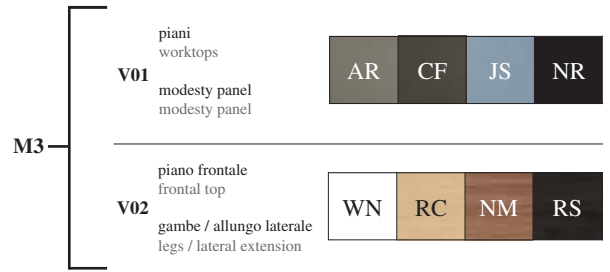 M3
V01
piani
worktops
modesty panel
modesty panel
AR CF JS NR
V02
piano frontale
frontal top
gambe / allungo laterale
legs / lateral extension
WN RC NM RS